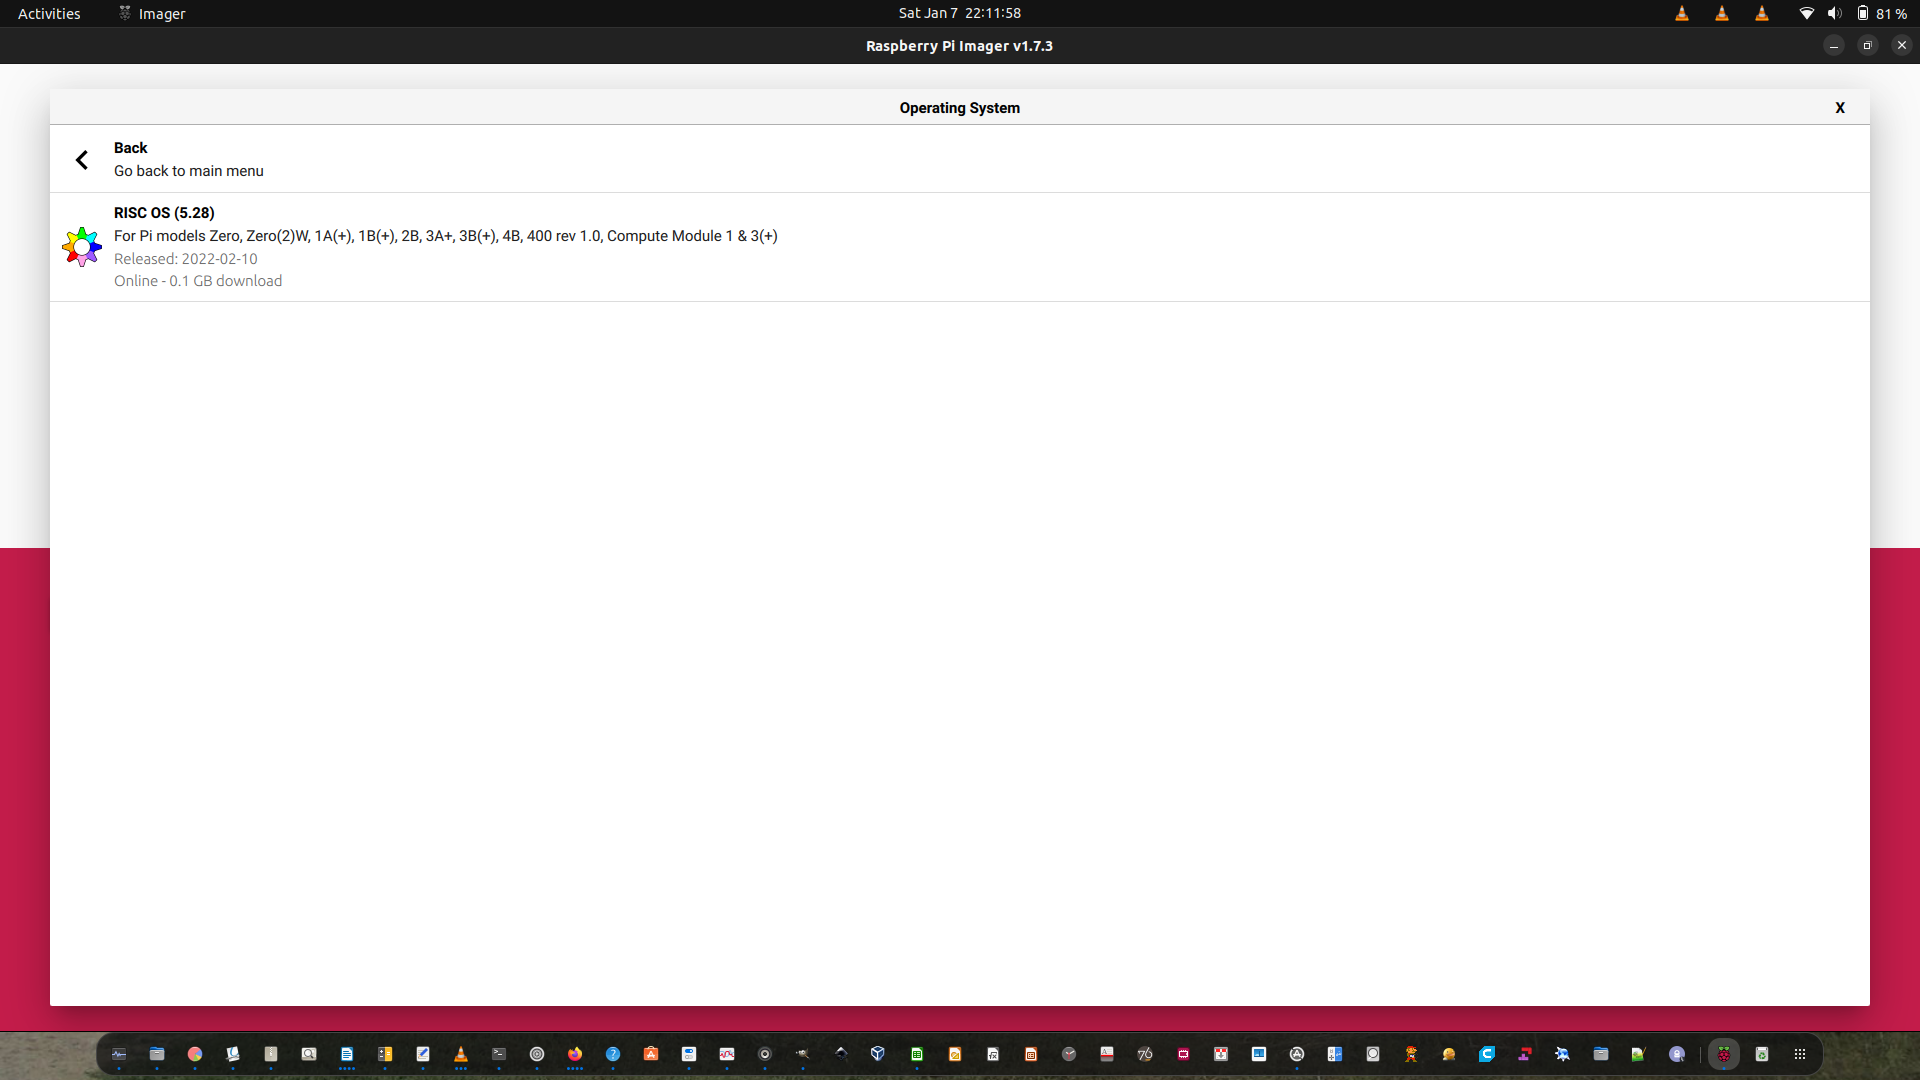 Activities
Imager
Sat Jan 7 22:11:58
81 %
Raspberry Pi Imager v1.7.3
Operating System
X
Back
Go back to main menu
RISC OS (5.28)
For Pi models Zero, Zero(2)W, 1A(+), 1B(+), 2B, 3A+, 3B(+), 4B, 400 rev 1.0, Compute Module 1 & 3(+)
Released: 2022-02-10
Online - 0.1 GB download